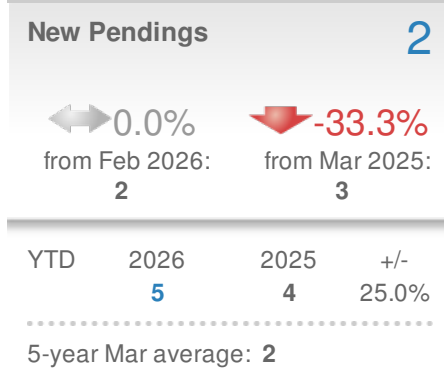 New Pendings 2
0.0% -33.3%
from Feb 2026: from Mar 2025:
2 3
YTD 2026 2025 +/-
5 4 25.0%
5-year Mar average: 2